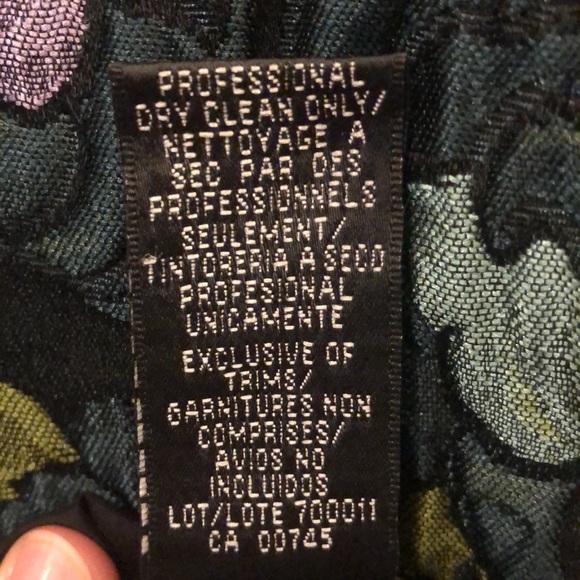 PROFESSIONAL
DRY CLEAN ONLY/
NETTOYAGE A
SEC PAR DES
PROFESSIONNELS
SEULEMENT/
TINTORERIA A SECO
PROFESIONAL
UNICAMENTE
EXCLUSIVE OF
TRIMS/
GARNITURES NON
COMPRISES/
AVIOS NO
INCLUIDOS
LOT/LOTE 700011
CA 00745